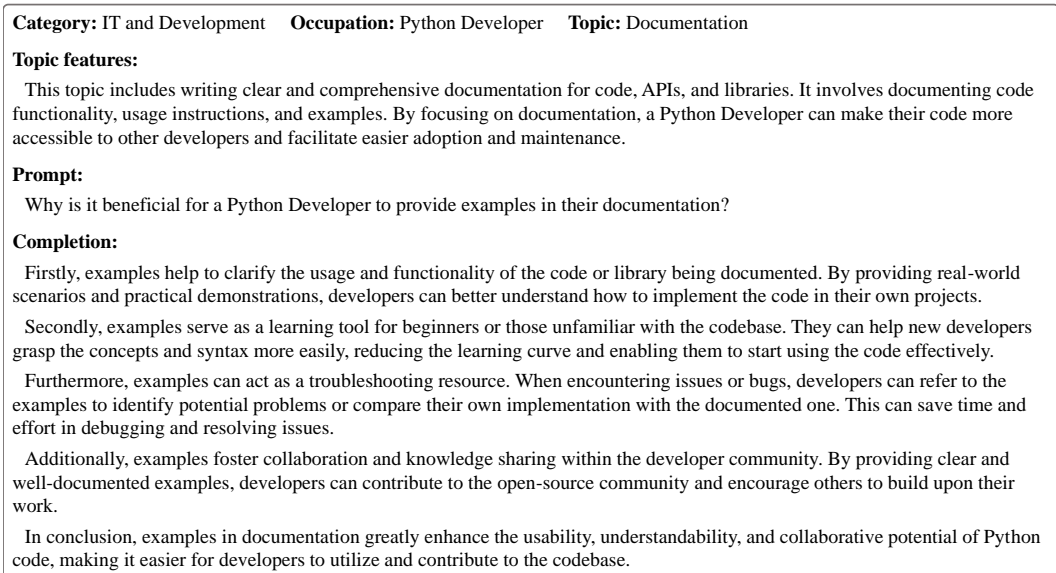 Category: IT and Development Occupation: Python Developer Topic: Documentation
Topic features:
This topic includes writing clear and comprehensive documentation for code, APIs, and libraries. It involves documenting code
functionality, usage instructions, and examples. By focusing on documentation, a Python Developer can make their code more
accessible to other developers and facilitate easier adoption and maintenance.
Prompt:
Why is it beneficial for a Python Developer to provide examples in their documentation?
Completion:
Firstly, examples help to clarify the usage and functionality of the code or library being documented. By providing real-world
scenarios and practical demonstrations, developers can better understand how to implement the code in their own projects.
Secondly, examples serve as a learning tool for beginners or those unfamiliar with the codebase. They can help new developers
grasp the concepts and syntax more easily, reducing the learning curve and enabling them to start using the code effectively.
Furthermore, examples can act as a troubleshooting resource. When encountering issues or bugs, developers can refer to the
examples to identify potential problems or compare their own implementation with the documented one. This can save time and
effort in debugging and resolving issues.
Additionally, examples foster collaboration and knowledge sharing within the developer community. By providing clear and
well-documented examples, developers can contribute to the open-source community and encourage others to build upon their
work.
In conclusion, examples in documentation greatly enhance the usability, understandability, and collaborative potential of Python
code, making it easier for developers to utilize and contribute to the codebase.